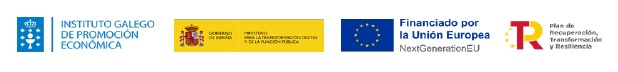 INSTITUTO GALEGO
DE PROMOCIÓN
ECONÓMICA
GOBIERNO
DE ESPAÑA
MINISTERIO
PARA LA TRANSFORMACIÓN DIGITAL
Y DE LA FUNCIÓN PÚBLICA
Financiado por
la Unión Europea
NextGenerationEU
Plan de
Recuperación,
Transformación
y Resiliencia